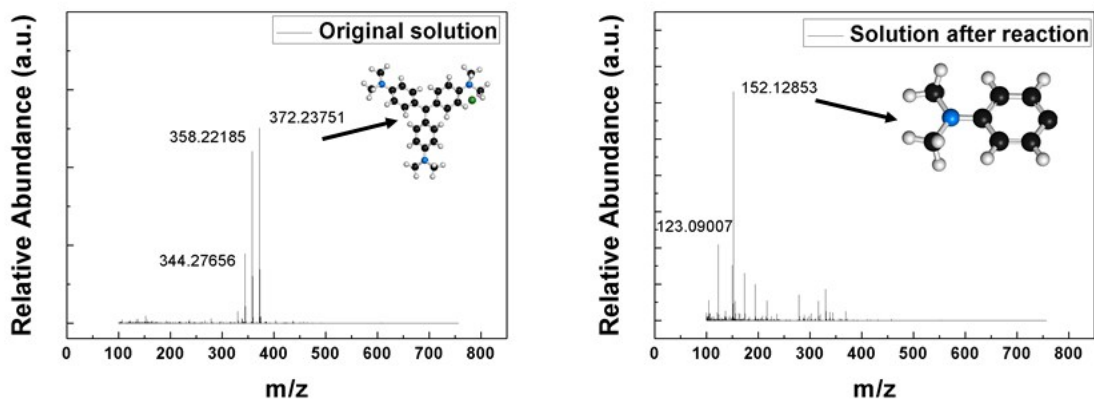 Relative Abundance (a.u.)
Original solution
372.23751
358.22185
344.27656
0 100 200 300 400 500 600 700 800
m/z
Relative Abundance (a.u.)
Solution after reaction
152.12853
123.09007
0 100 200 300 400 500 600 700 800
m/z